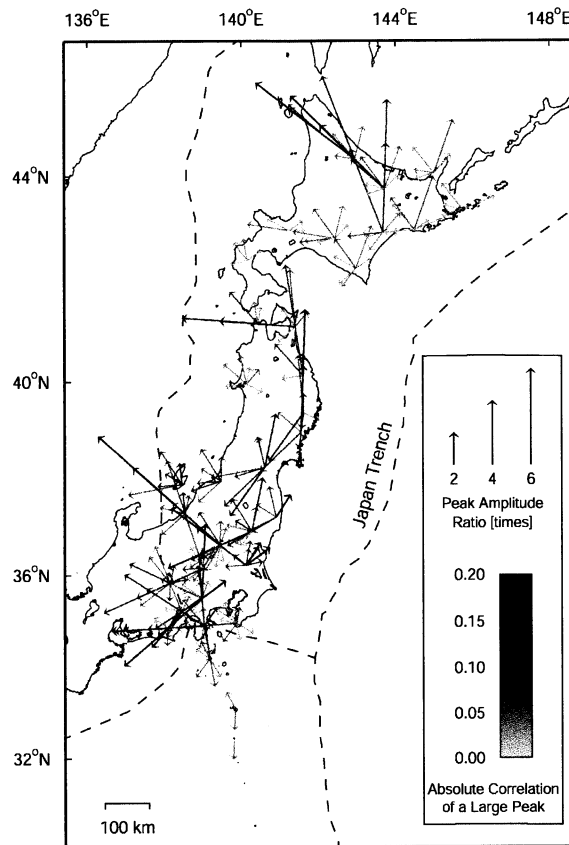 136°E 140°E 144°E 148°E
44°N
40°N
36°N
32°N
Japan Trench
100 km
2 4 6
Peak Amplitude
Ratio [times]
0.20
0.15
0.10
0.05
0.00
Absolute Correlation
of a Large Peak